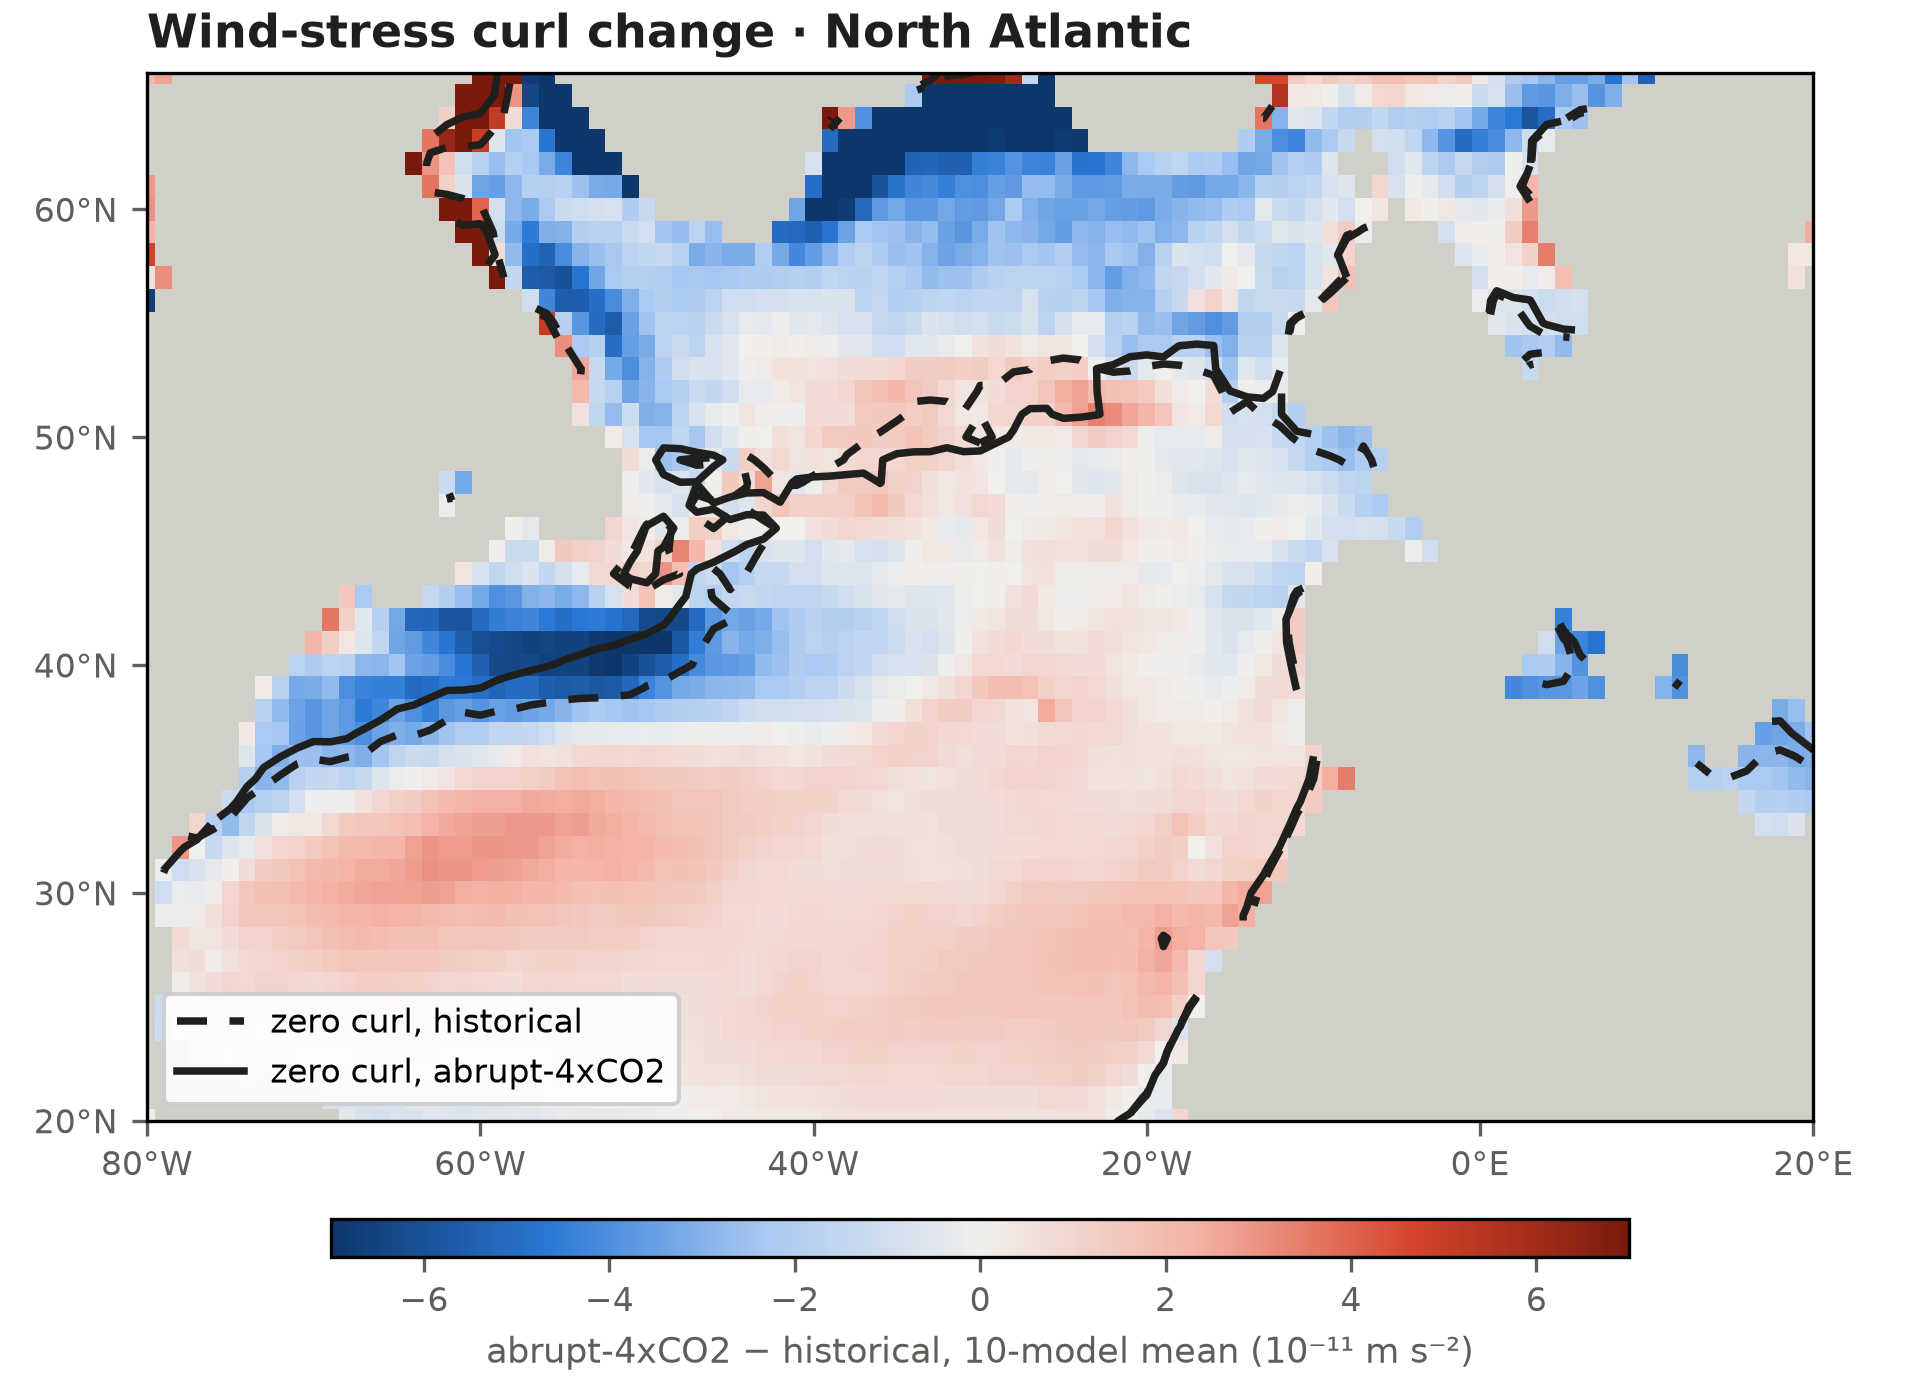 Wind-stress curl change · North Atlantic
60°N
50°N
40°N
30°N
20°N
zero curl, historical
zero curl, abrupt-4xCO2
80°W 60°W 40°W 20°W 0°E 20°E
−6 −4 −2 0 2 4 6
abrupt-4xCO2 − historical, 10-model mean (10⁻¹¹ m s⁻²)